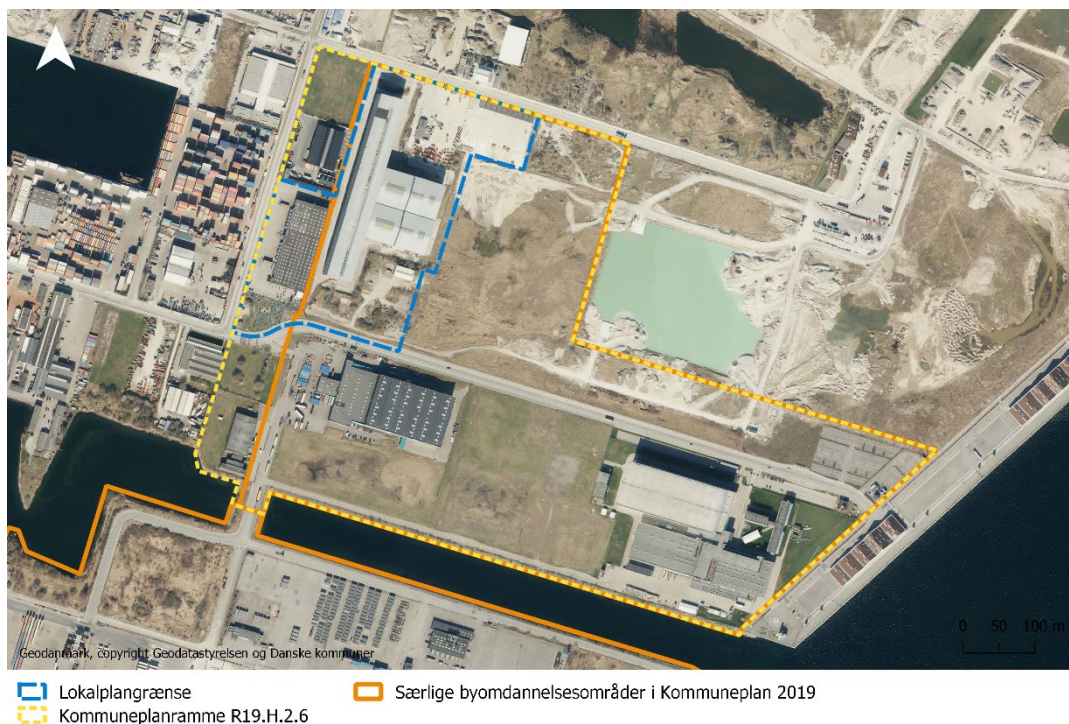 0 50 100 m
Geodanmark, copyright Geodatastyrelsen og Danske kommuner
Lokalplangrænse
Særlige byomdannelsesområder i Kommuneplan 2019
Kommuneplanramme R19.H.2.6